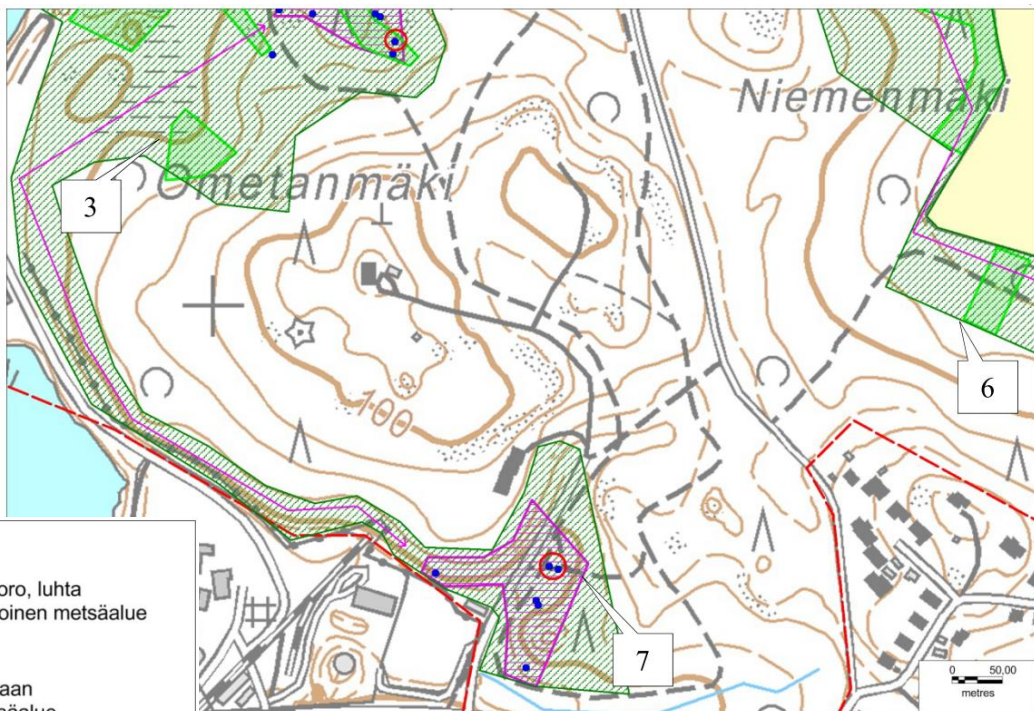 Niemenmäki
Ometanmäki
3
6
100
7
oro, luhta
oinen metsäalue
aan
0 50,00
metres